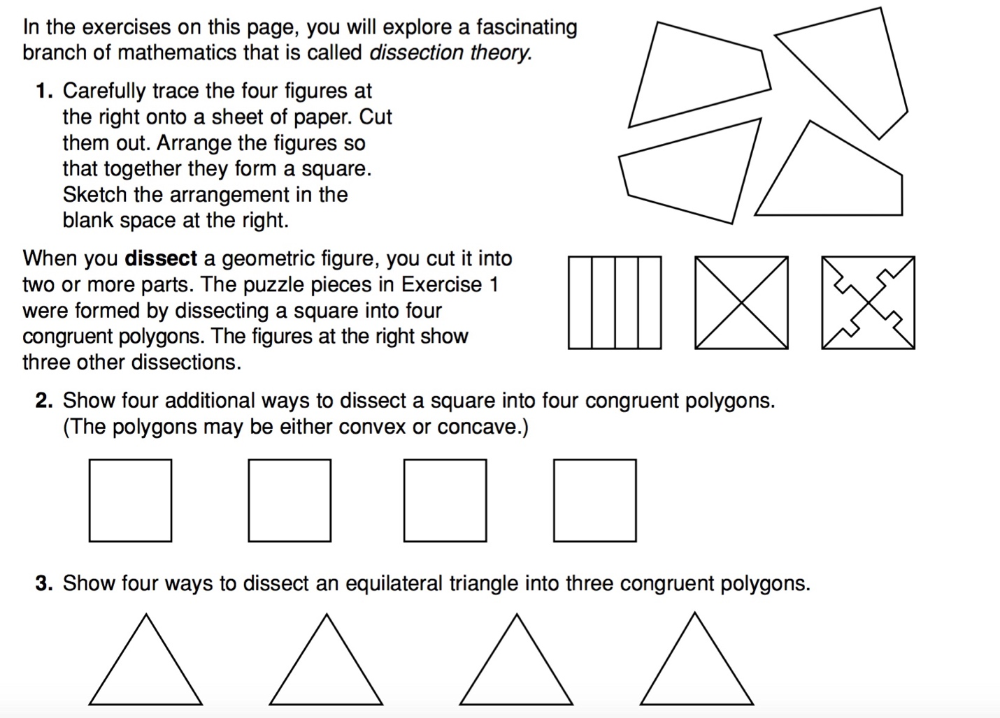 In the exercises on this page, you will explore a fascinating
branch of mathematics that is called dissection theory.
1. Carefully trace the four figures at
the right onto a sheet of paper. Cut
them out. Arrange the figures so
that together they form a square.
Sketch the arrangement in the
blank space at the right.
When you dissect a geometric figure, you cut it into
two or more parts. The puzzle pieces in Exercise 1
were formed by dissecting a square into four
congruent polygons. The figures at the right show
three other dissections.
2. Show four additional ways to dissect a square into four congruent polygons.
(The polygons may be either convex or concave.)
3. Show four ways to dissect an equilateral triangle into three congruent polygons.